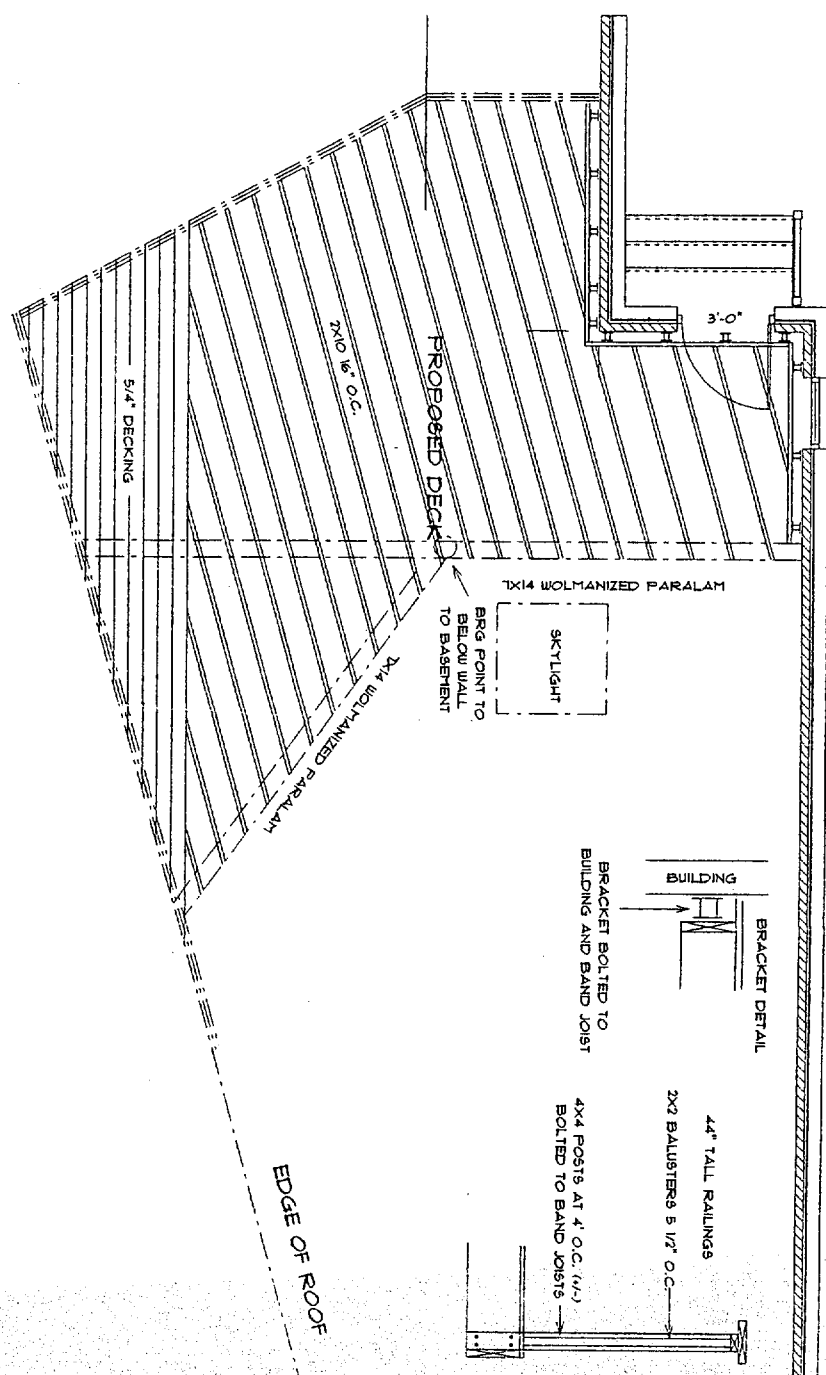 3'-0"
PROPOSED DECK
2X10 16" O.C.
5/4" DECKING
7X14 WOLMANIZED PARALAM
SKYLIGHT
BRG POINT TO
BELOW WALL
TO BASEMENT
7X14 WOLMANIZED PARALAM
BUILDING
BRACKET DETAIL
BRACKET BOLTED TO
BUILDING AND BAND JOIST
44" TALL RAILINGS
2X2 BALUSTERS 5 1/2" O.C.
4X4 POSTS AT 4' O.C. (+/-)
BOLTED TO BAND JOISTS
EDGE OF ROOF